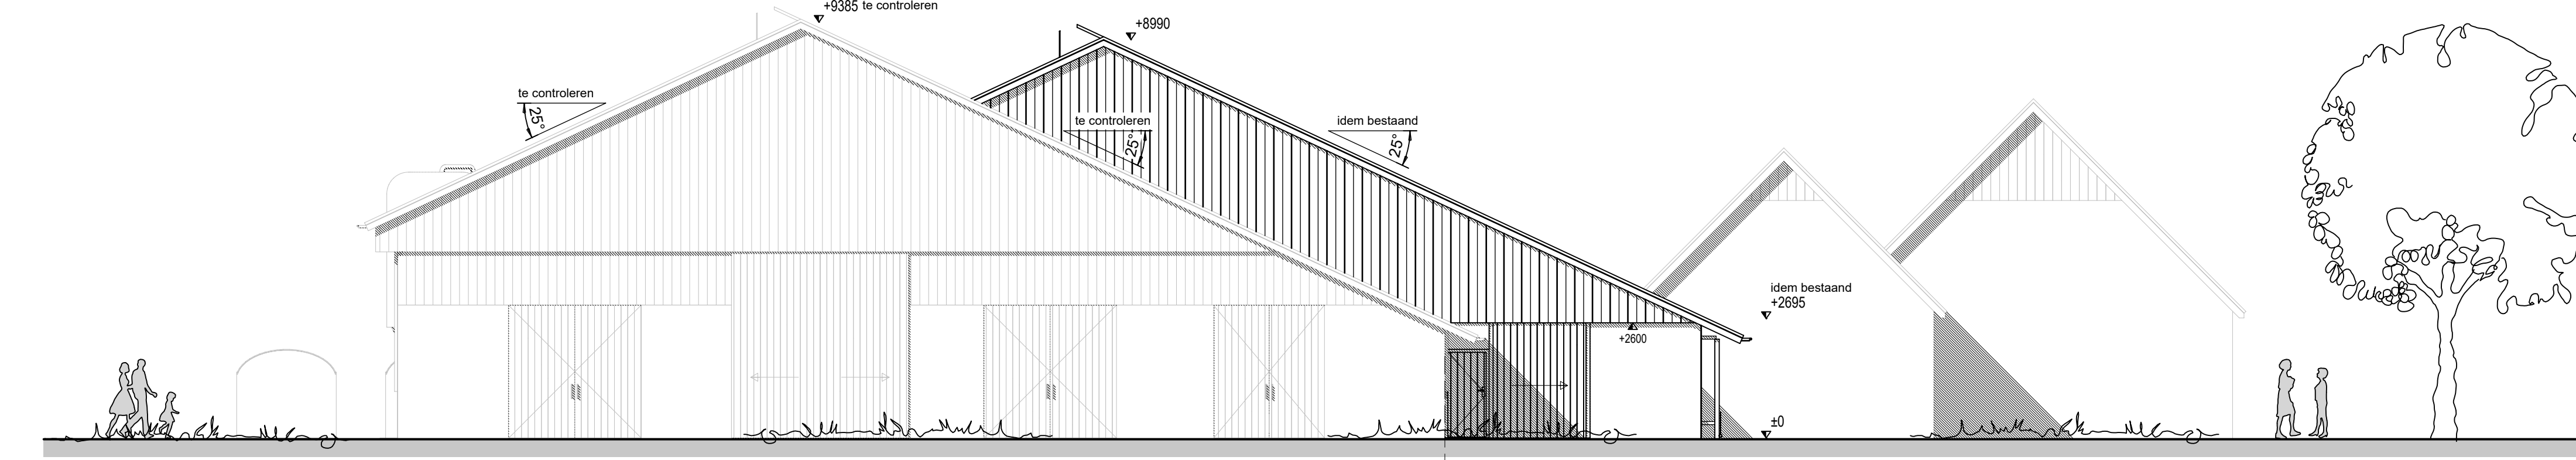 +9385 te controleren
+8990
te controleren
25°
te controleren
25°
idem bestaand
25°
idem bestaand
+2695
+2600
±0